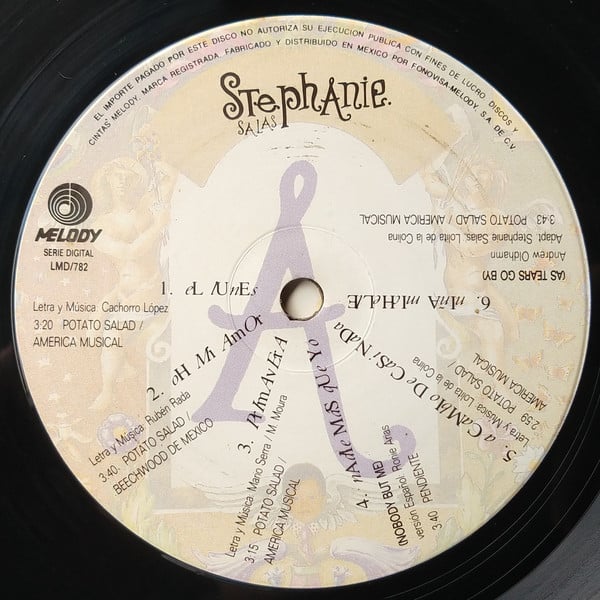 EL IMPORTE PAGADO POR ESTE DISCO NO AUTORIZA SU EJECUCION PUBLICA CON FINES DE LUCRO. DISCOS Y
CINTAS MELODY. MARCA REGISTRADA. FABRICADO Y DISTRIBUIDO EN MEXICO POR FONOVISA-MELODY, S.A. DE C.V.
StephAnie.
SALAS
MELODY
SERIE DIGITAL
LMD/782
A
1. eL lUnEs
Letra y Música: Cachorro López
3:20 POTATO SALAD /
AMERICA MUSICAL
2. oH My AmOr
Letra y Música: Rubén Rada
3:40 POTATO SALAD /
BEECHWOOD DE MEXICO
3. PrImAvErA
Letra y Música: Mario Serra / M. Moura
3:15 POTATO SALAD /
AMERICA MUSICAL
4. nAdie MaS qUe Yo
(NOBODY BUT ME)
versión Español: Arias
3:40 PENDIENTE
5. a CaMbIo De CaSi NaDa
Letra y Música: Lolita de la Colina
2:59 POTATO SALAD /
AMERICA MUSICAL
6.
(AS TEARS GO BY)
Andrew Oldhamn
Adapt. Stephanie Salas, Lolita de la Colina
3:43 POTATO SALAD / AMERICA MUSICAL